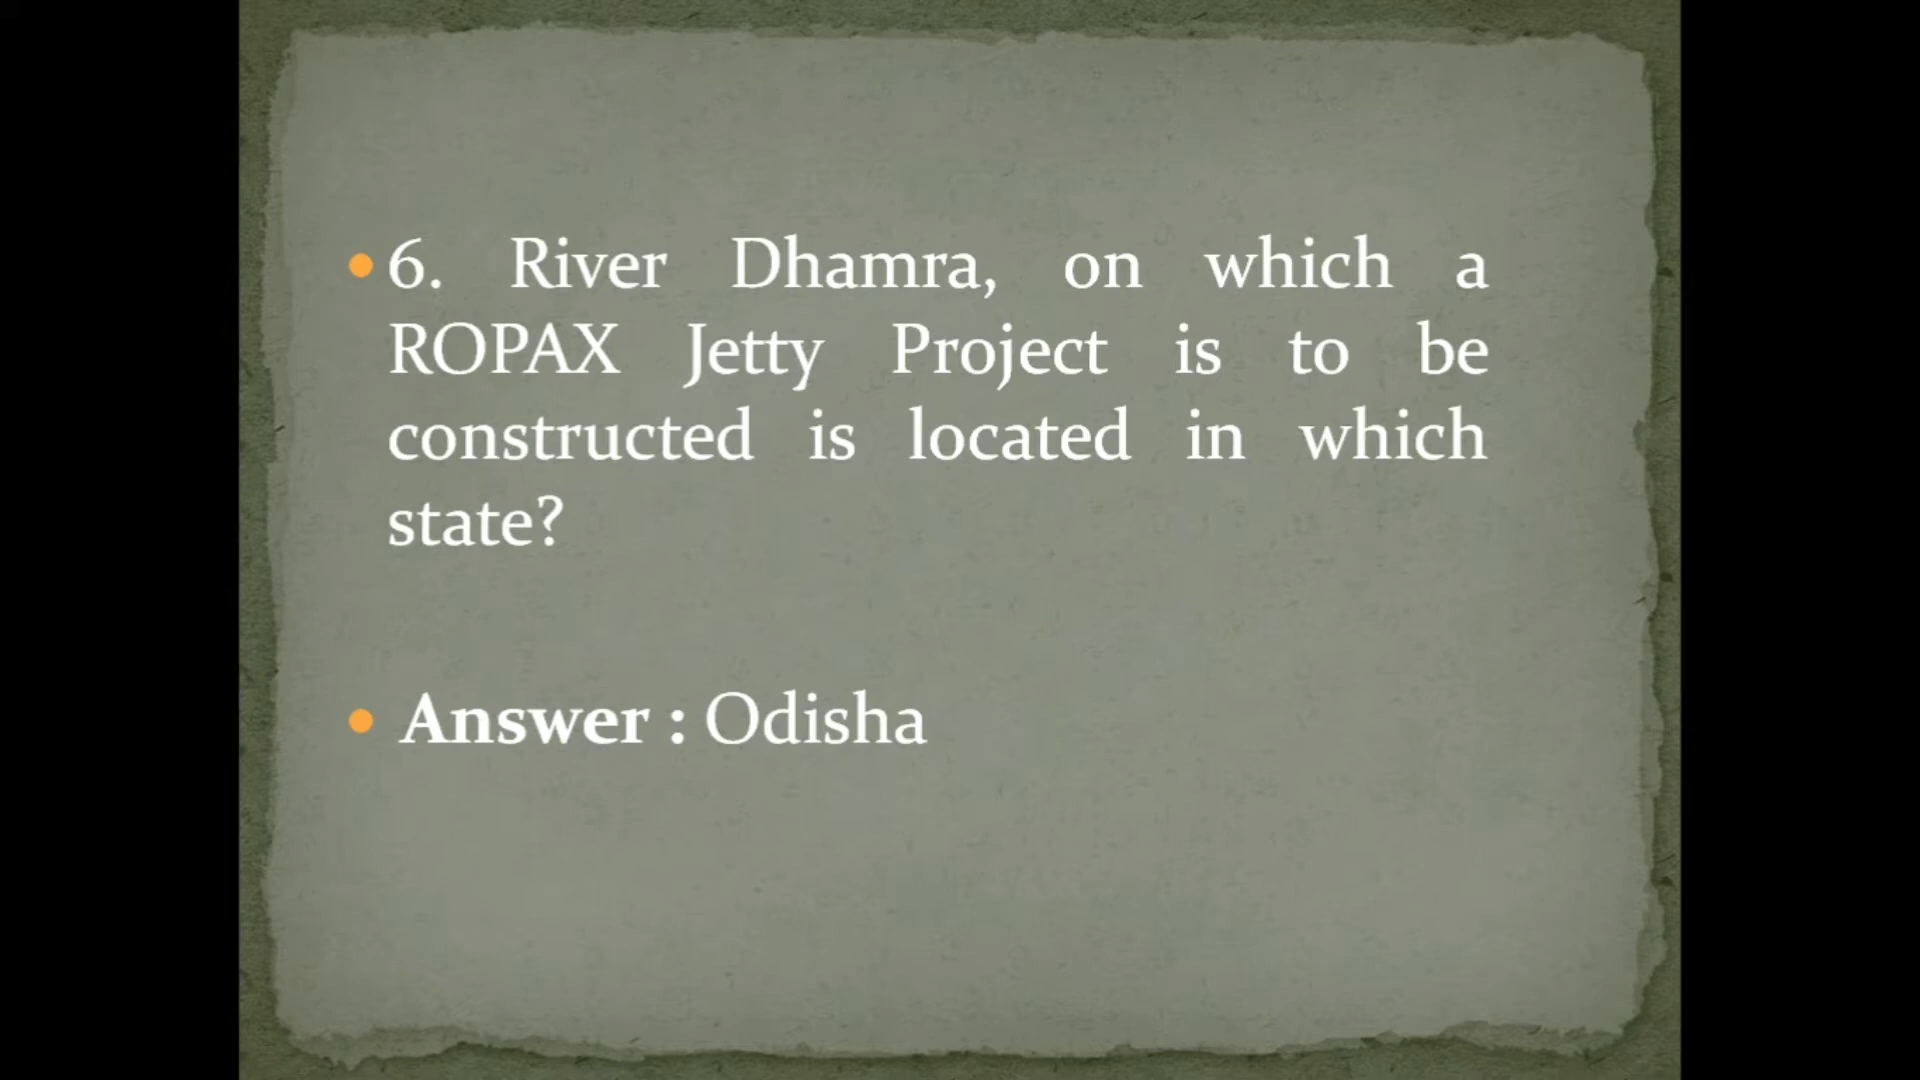 6. River Dhamra, on which a
ROPAX Jetty Project is to be
constructed is located in which
state?
Answer : Odisha